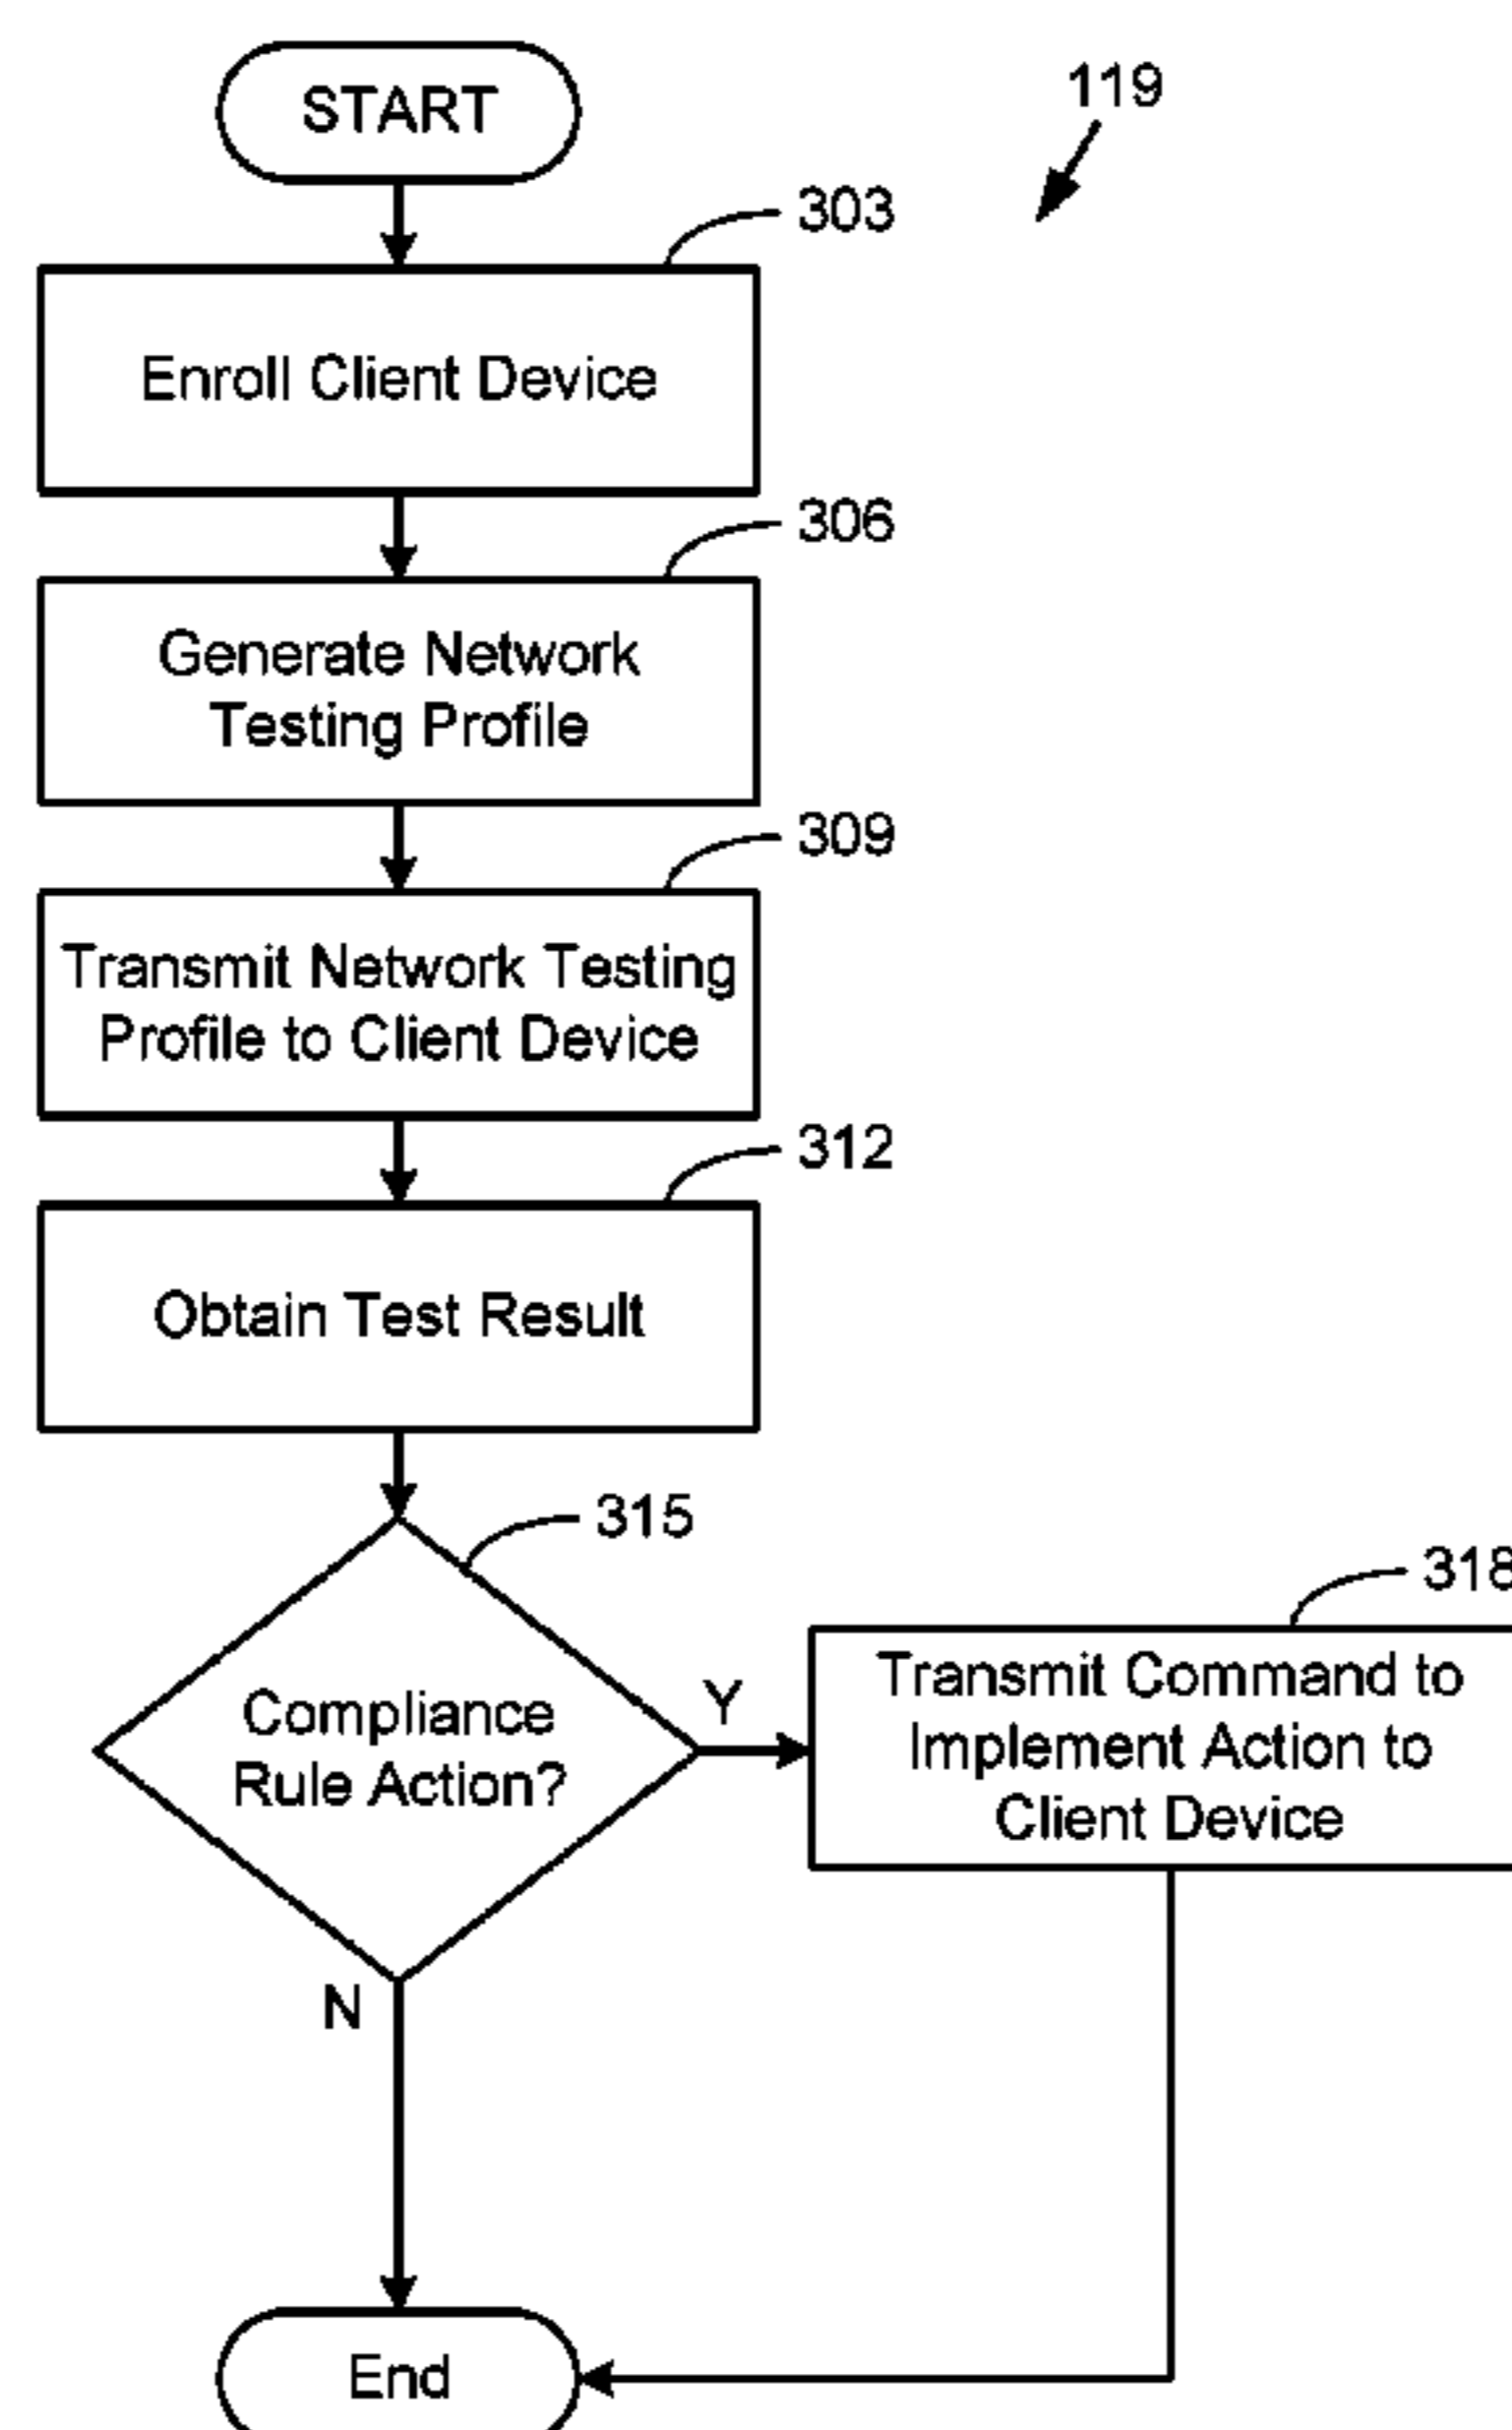 START
119
303
Enroll Client Device
306
Generate Network
Testing Profile
309
Transmit Network Testing
Profile to Client Device
312
Obtain Test Result
315
Compliance
Rule Action?
Y
318
Transmit Command to
Implement Action to
Client Device
N
End